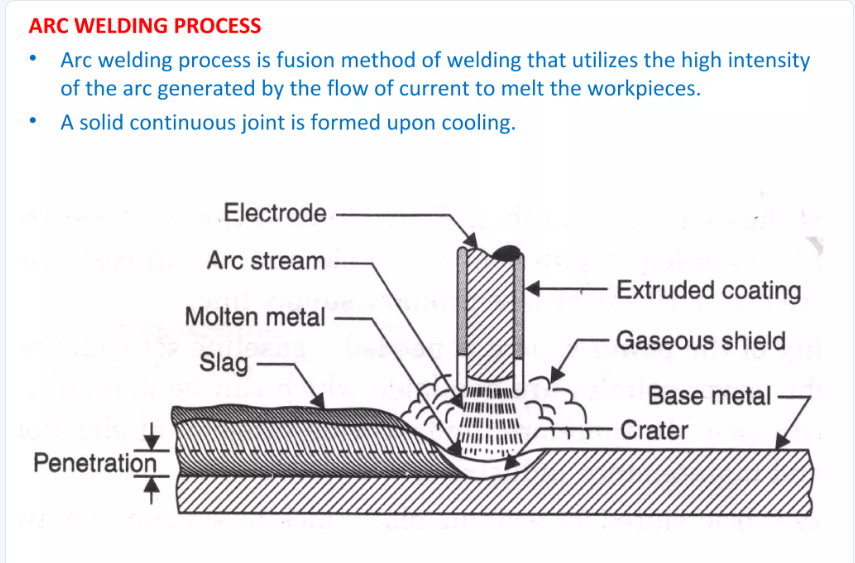 ARC WELDING PROCESS
• Arc welding process is fusion method of welding that utilizes the high intensity
of the arc generated by the flow of current to melt the workpieces.
• A solid continuous joint is formed upon cooling.
Electrode
Arc stream
Extruded coating
Molten metal
Gaseous shield
Slag
Base metal
Crater
Penetration